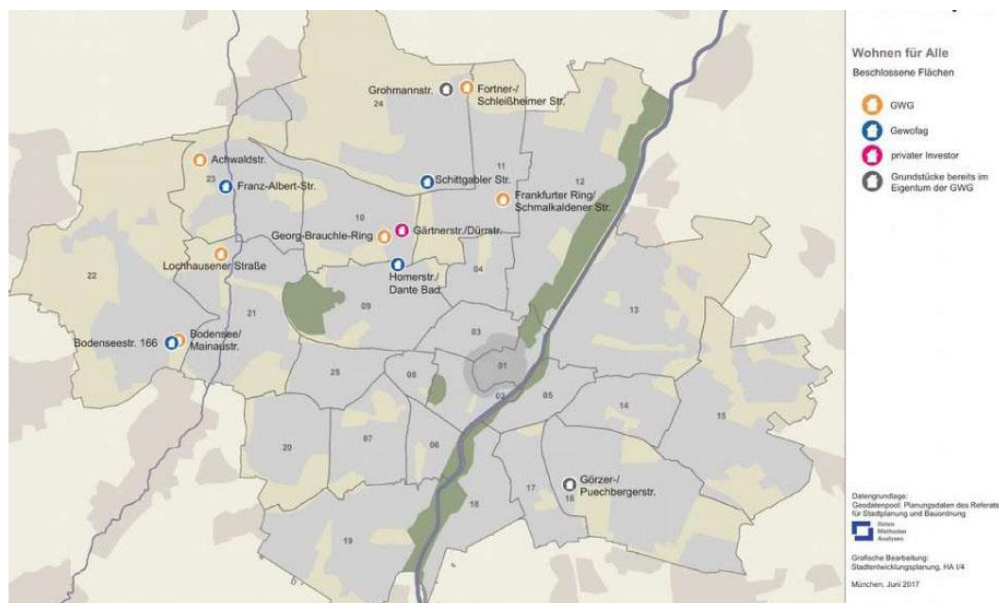 Wohnen für Alle
Beschlossene Flächen
GWG
Gewofag
privater Investor
Grundstücke bereits im
Eigentum der GWG
Grohmannstr.
Fortner-/
Schleißheimer Str.
24
Achwaldstr.
23
Franz-Albert-Str.
Schittgabler Str.
11
12
Frankfurter Ring/
Schmalkaldener Str.
10
Georg-Brauchle-Ring
Gärtnerstr./Dürrstr.
Lochhausener Straße
22
Homerstr./
Dante Bad
04
21
09
13
03
Bodenseestr. 166
Bodensee/
Mainaustr.
25
08
01
02
05
14
15
20
07
06
Görzer-/
Puechbergerstr.
16
17
18
19
Datengrundlage:
Geodatenpool: Planungsdaten des Referats
für Stadtplanung und Bauordnung
Daten
Methoden
Analysen
Grafische Bearbeitung:
Stadtentwicklungsplanung, HA I/4
München, Juni 2017